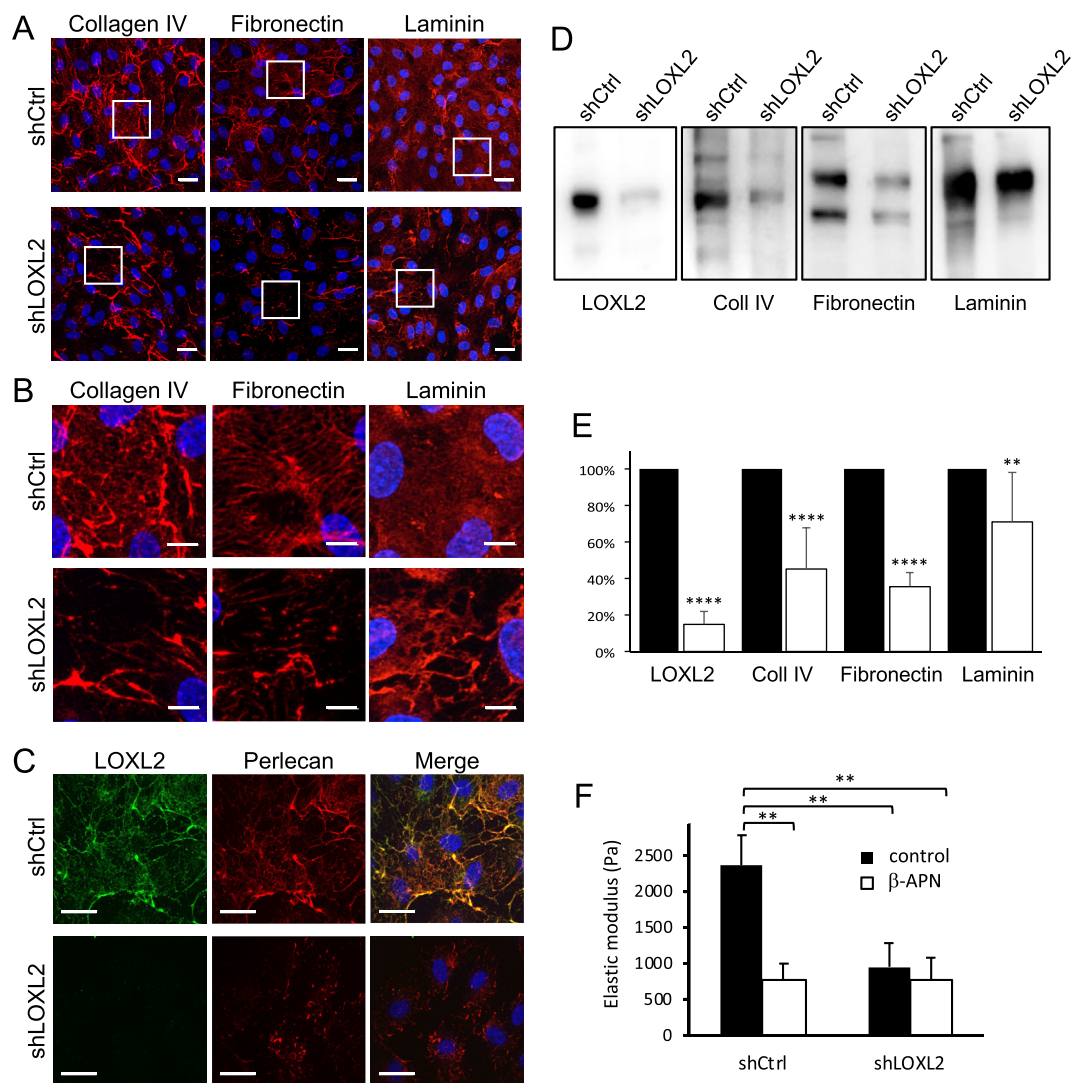 A
Collagen IV Fibronectin Laminin
shCtrl
shLOXL2
B
Collagen IV Fibronectin Laminin
shCtrl
shLOXL2
C
LOXL2 Perlecan Merge
shCtrl
shLOXL2
D
shCtrl shLOXL2 shCtrl shLOXL2 shCtrl shLOXL2 shCtrl shLOXL2
LOXL2 Coll IV Fibronectin Laminin
E
100%
80%
60%
40%
20%
0%
**** **** **** **
LOXL2 Coll IV Fibronectin Laminin
F
**
**
**
Elastic modulus (Pa)
2500
2000
1500
1000
500
0
control
β-APN
shCtrl shLOXL2